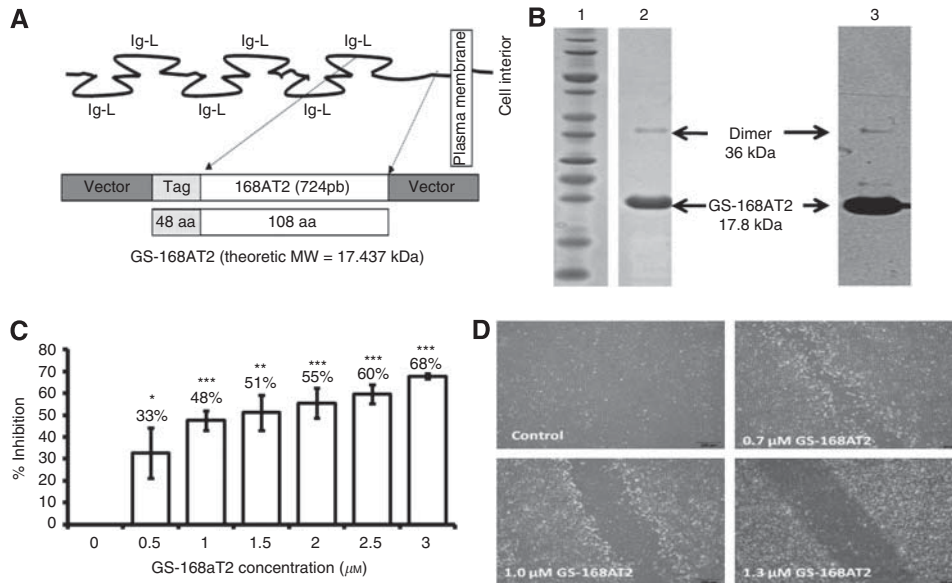 A
Ig-L Ig-L Ig-L
Ig-L Ig-L Ig-L
Plasma membrane
Cell interior
Vector Tag 168AT2 (724pb) Vector
48 aa 108 aa
GS-168AT2 (theoretic MW = 17.437 kDa)
B
1 2 3
Dimer
36 kDa
GS-168AT2
17.8 kDa
C
% Inhibition
80
70
60
50
40
30
20
10
0
* ** *** *** *** ***
33%
48%
51%
55%
60%
68%
0 0.5 1 1.5 2 2.5 3
GS-168aT2 concentration (µM)
D
Control
0.7 µM GS-168AT2
1.0 µM GS-168AT2
1.3 µM GS-168AT2